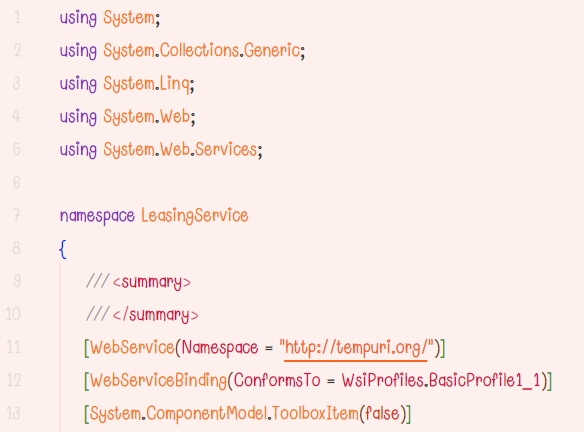 1 using System;
2 using System.Collections.Generic;
3 using System.Linq;
4 using System.Web;
5 using System.Web.Services;
6
7 namespace LeasingService
8 {
9 /// <summary>
10 /// </summary>
11 [WebService(Namespace = "http://tempuri.org/")]
12 [WebServiceBinding(ConformsTo = WsiProfiles.BasicProfile1_1)]
13 [System.ComponentModel.ToolboxItem(false)]